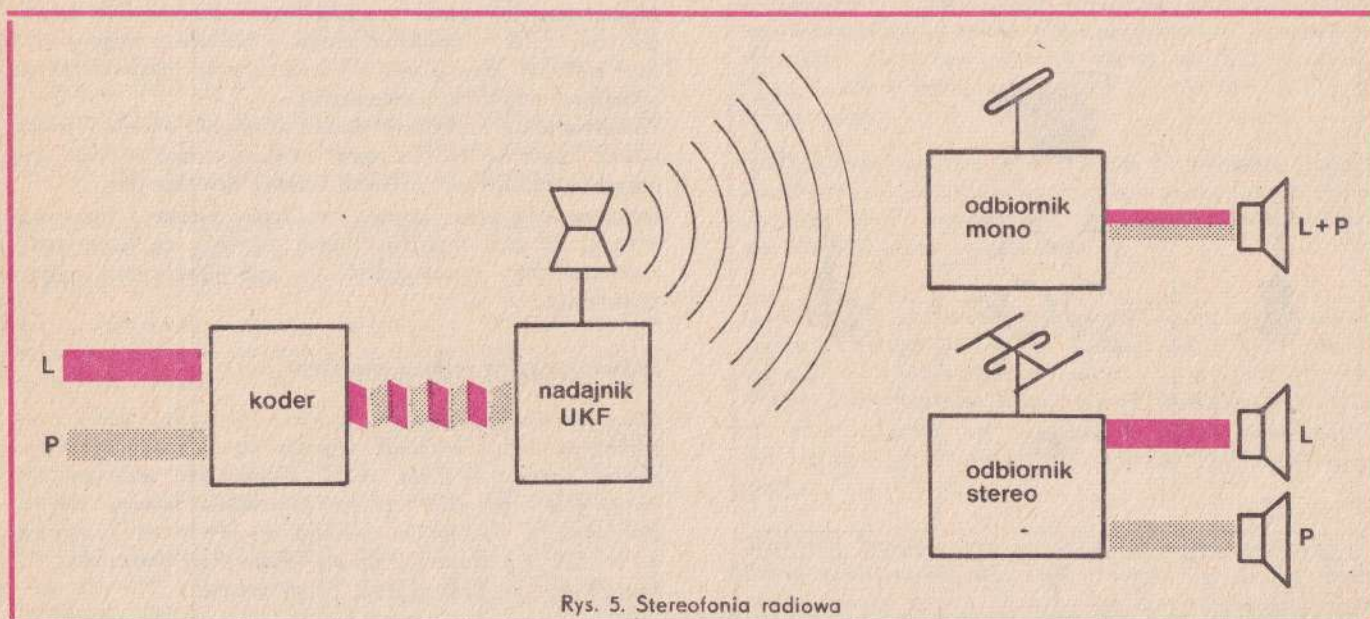 L
P
koder
nadajnik
UKF
odbiornik
mono
L + P
odbiornik
stereo
L
P
Rys. 5. Stereofonia radiowa